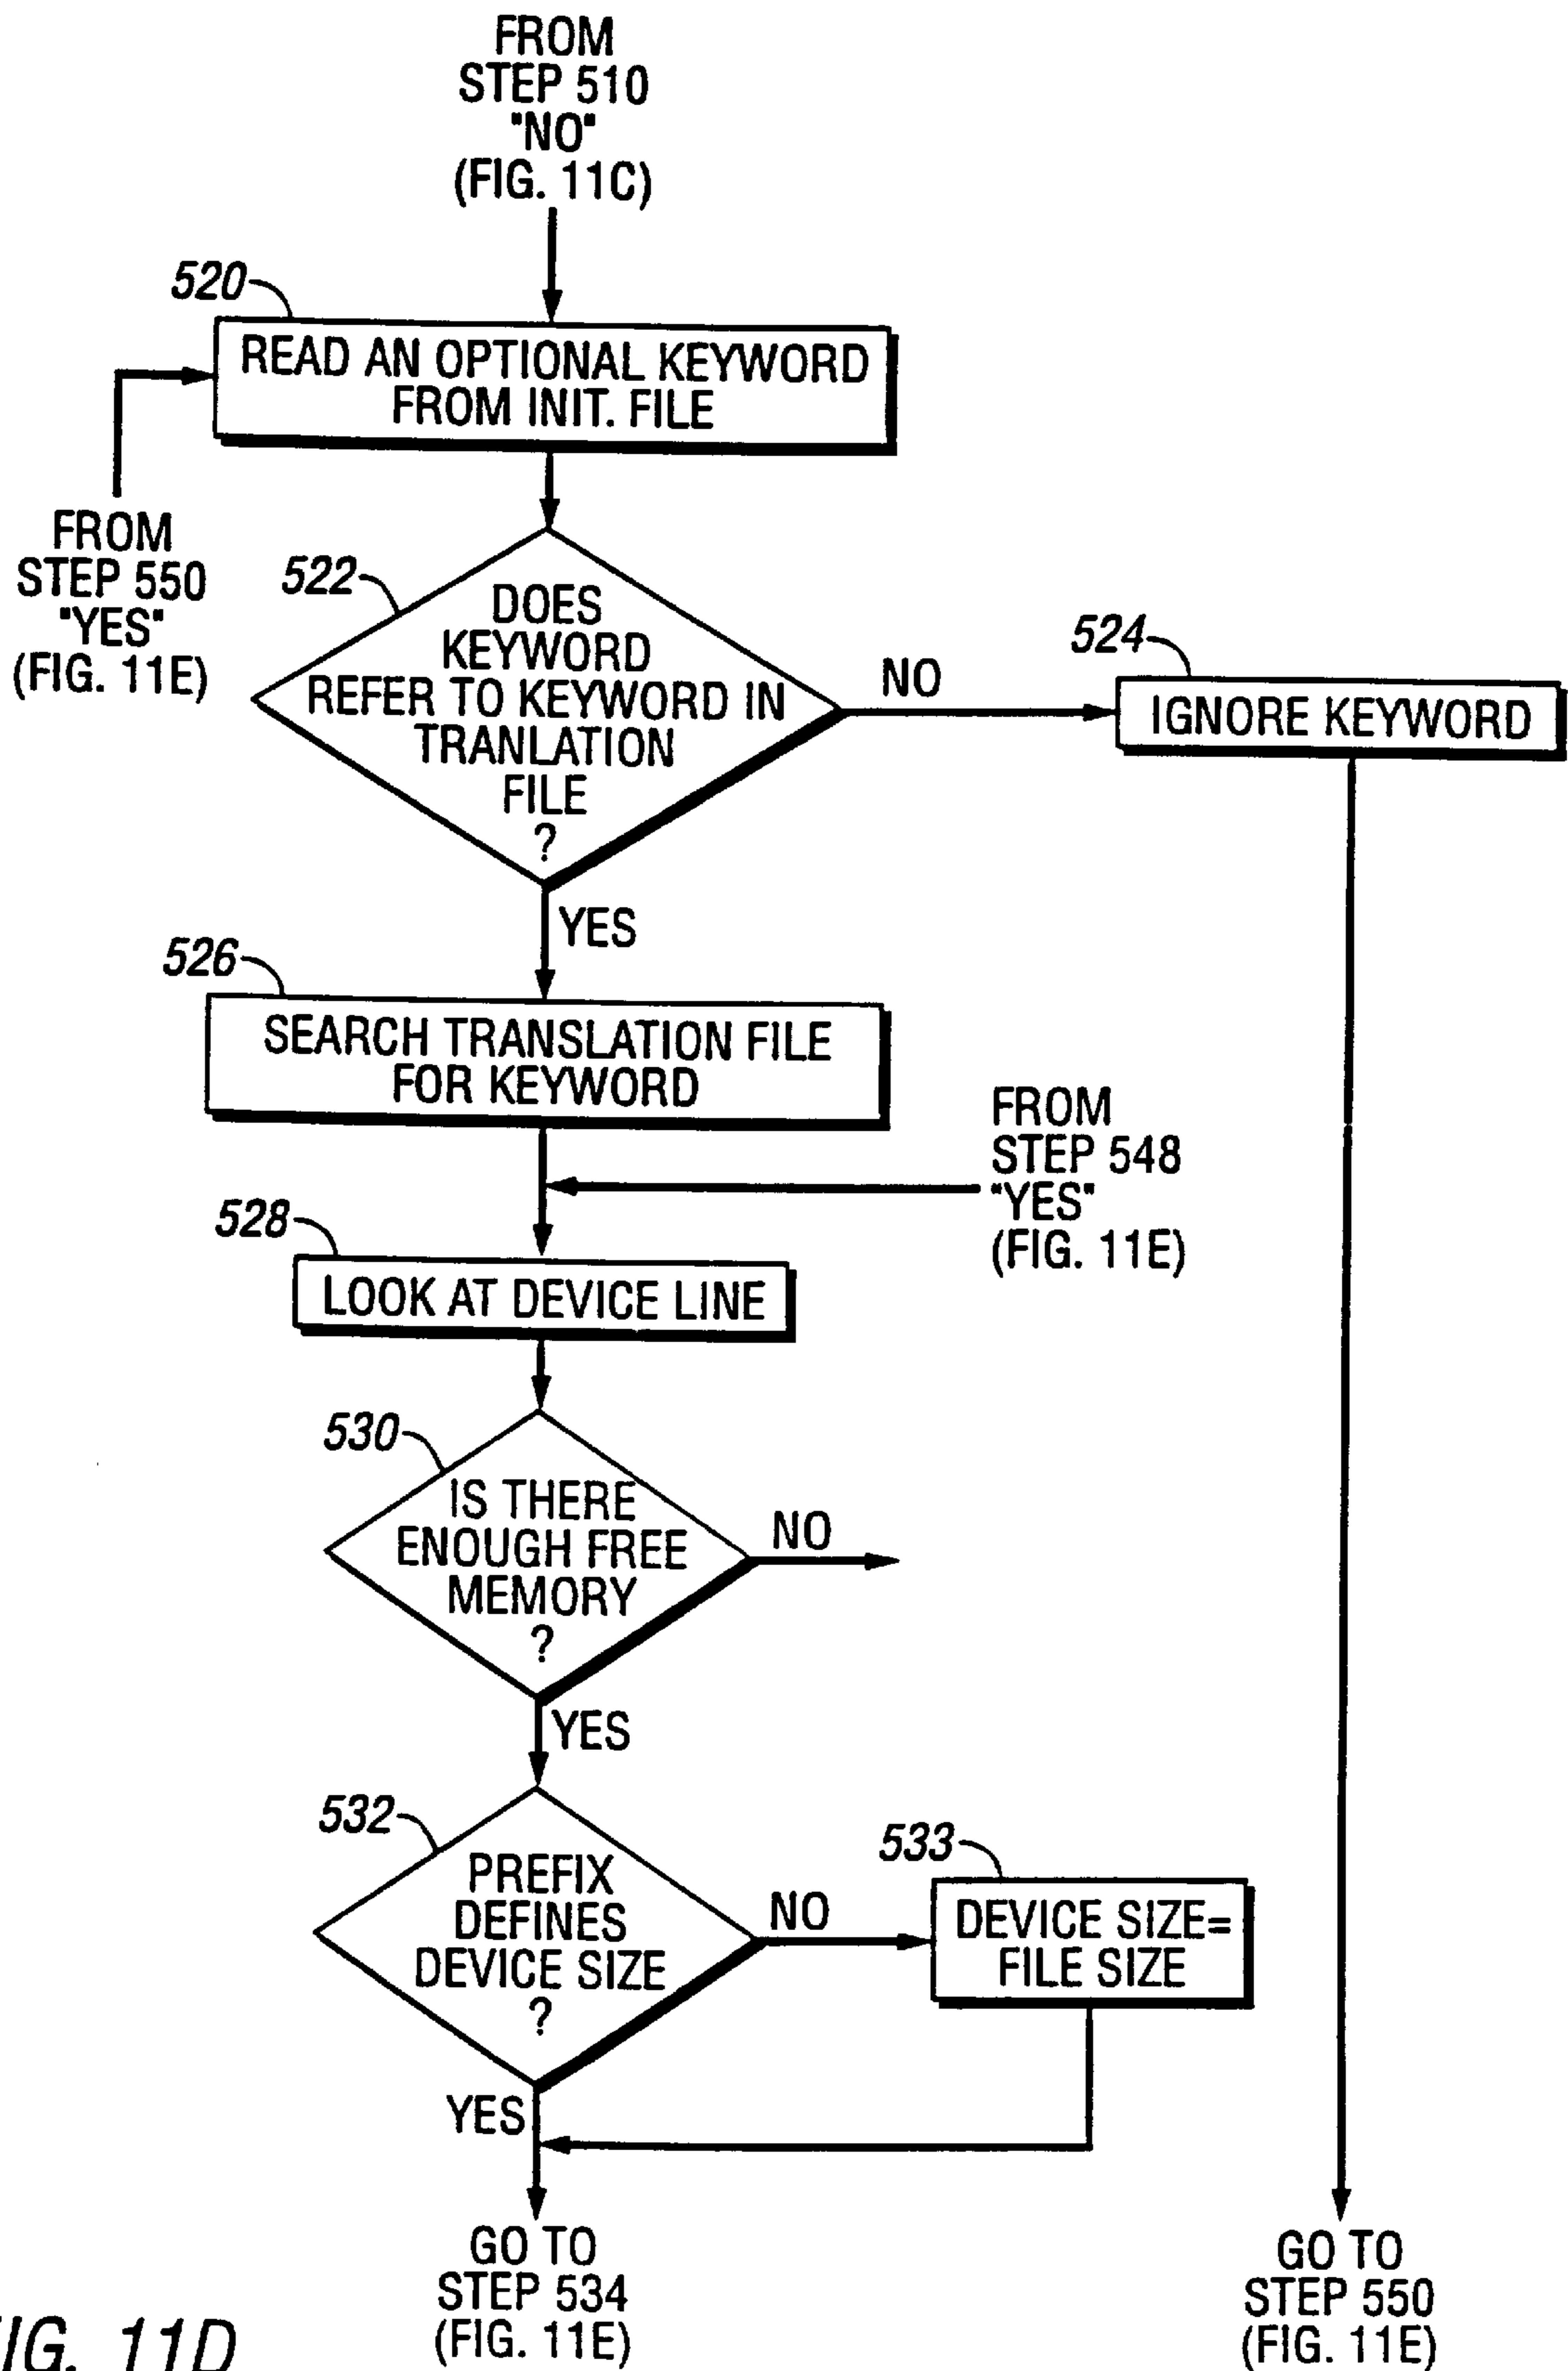 FROM
STEP 510
"NO"
(FIG. 11C)
520
READ AN OPTIONAL KEYWORD
FROM INIT. FILE
FROM
STEP 550
"YES"
(FIG. 11E)
522
DOES
KEYWORD
REFER TO KEYWORD IN
TRANLATION
FILE
?
NO
524
IGNORE KEYWORD
YES
526
SEARCH TRANSLATION FILE
FOR KEYWORD
FROM
STEP 548
"YES"
(FIG. 11E)
528
LOOK AT DEVICE LINE
530
IS THERE
ENOUGH FREE
MEMORY
?
NO
YES
532
PREFIX
DEFINES
DEVICE SIZE
?
NO
533
DEVICE SIZE=
FILE SIZE
YES
GO TO
STEP 534
(FIG. 11E)
GO TO
STEP 550
(FIG. 11E)
IG. 11D